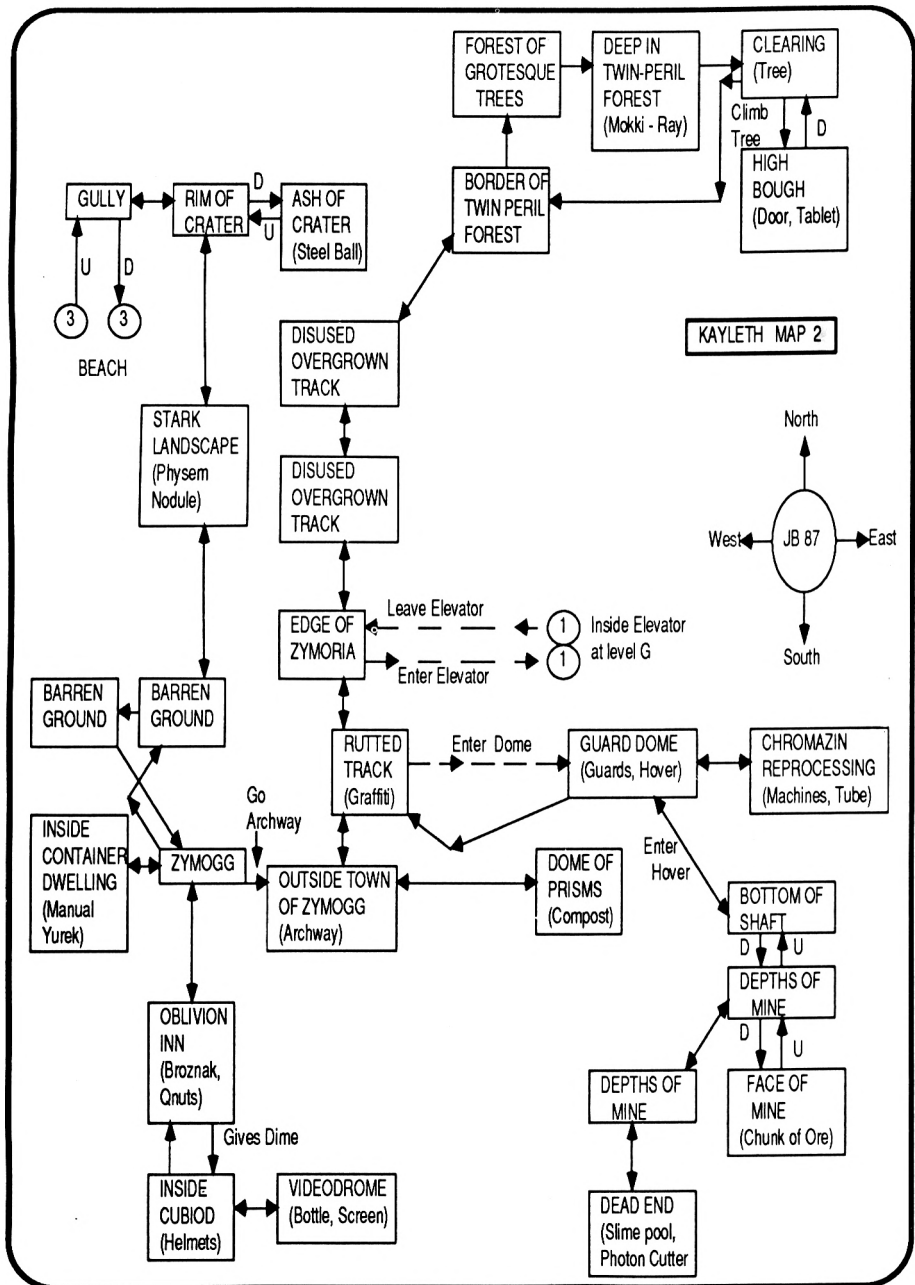 FOREST OF
GROTESQUE
TREES
DEEP IN
TWIN-PERIL
FOREST
(Mokki - Ray)
CLEARING
(Tree)
Climb
Tree
D
HIGH
BOUGH
(Door, Tablet)
BORDER OF
TWIN PERIL
FOREST
GULLY
RIM OF
CRATER
D
U
ASH OF
CRATER
(Steel Ball)
U
D
3
3
BEACH
DISUSED
OVERGROWN
TRACK
KAYLETH MAP 2
STARK
LANDSCAPE
(Physem
Nodule)
DISUSED
OVERGROWN
TRACK
North
West
JB 87
East
South
EDGE OF
ZYMORIA
Leave Elevator
Enter Elevator
1
1
Inside Elevator
at level G
BARREN
GROUND
BARREN
GROUND
RUTTED
TRACK
(Graffiti)
Enter Dome
GUARD DOME
(Guards, Hover)
CHROMAZIN
REPROCESSING
(Machines, Tube)
Go
Archway
INSIDE
CONTAINER
DWELLING
(Manual
Yurek)
ZYMOGG
OUTSIDE TOWN
OF ZYMOGG
(Archway)
DOME OF
PRISMS
(Compost)
Enter
Hover
BOTTOM OF
SHAFT
D
U
DEPTHS OF
MINE
D
U
OBLIVION
INN
(Broznak,
Qnuts)
DEPTHS OF
MINE
FACE OF
MINE
(Chunk of Ore)
Gives Dime
INSIDE
CUBIOD
(Helmets)
VIDEODROME
(Bottle, Screen)
DEAD END
(Slime pool,
Photon Cutter